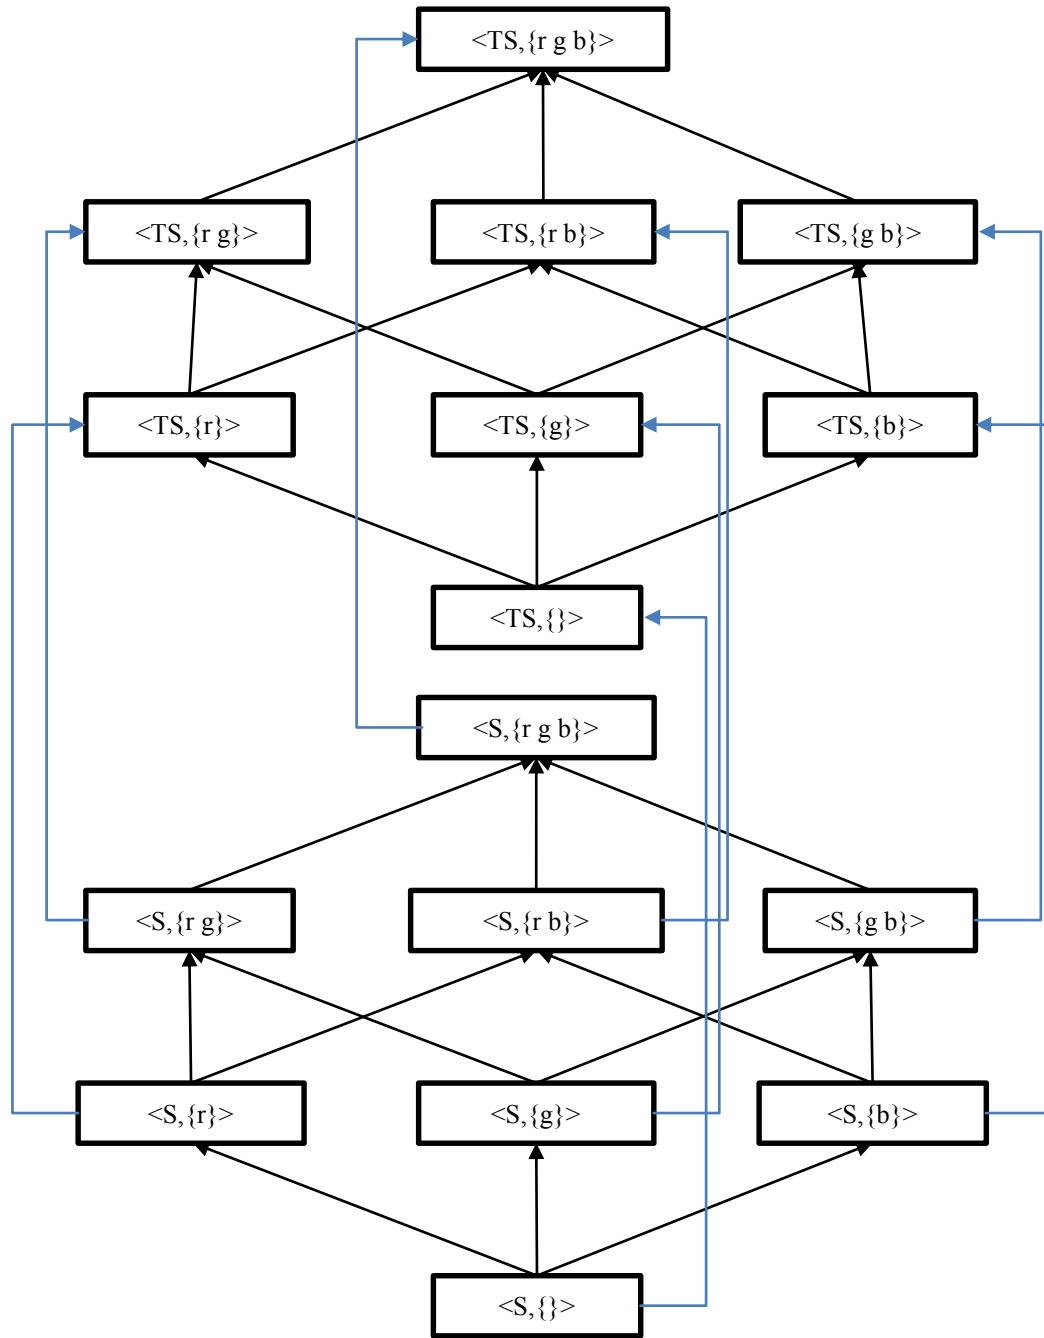 <TS,{r g b}>
<TS,{r g}>
<TS,{r b}>
<TS,{g b}>
<TS,{r}>
<TS,{g}>
<TS,{b}>
<TS,{}>
<S,{r g b}>
<S,{r g}>
<S,{r b}>
<S,{g b}>
<S,{r}>
<S,{g}>
<S,{b}>
<S,{}>